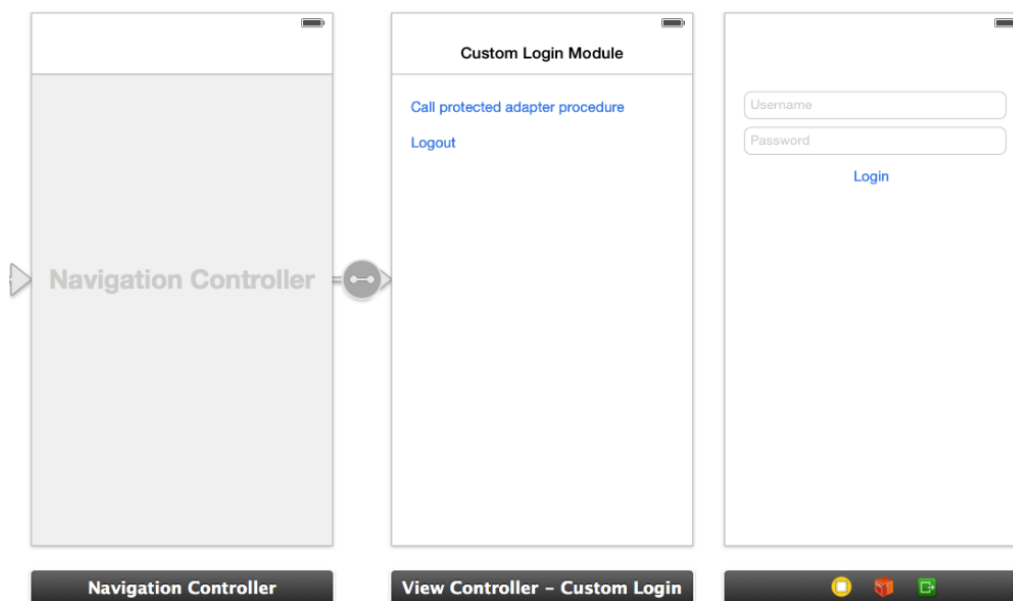 Custom Login Module
Call protected adapter procedure
Logout
Username
Password
Login
Navigation Controller
Navigation Controller
View Controller – Custom Login